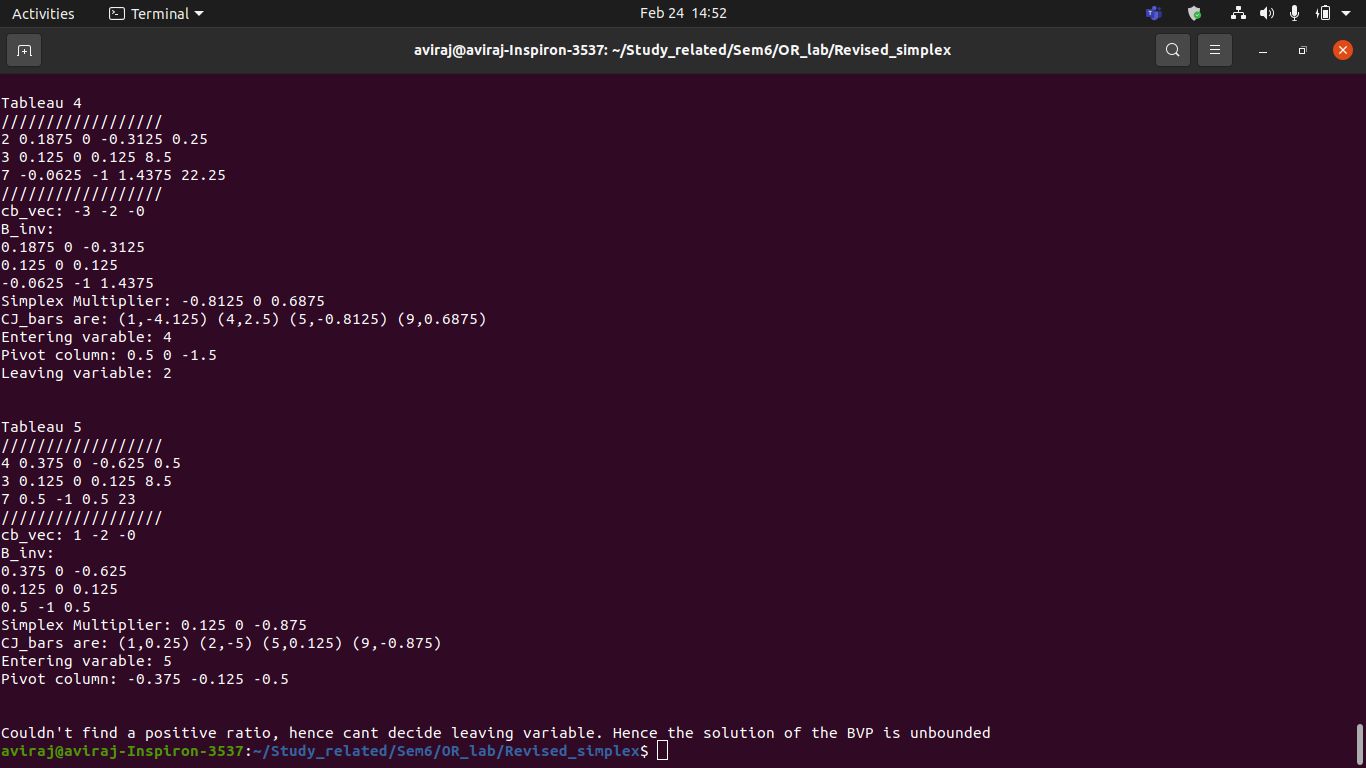 Activities Terminal Feb 24 14:52
aviraj@aviraj-Inspiron-3537: ~/Study_related/Sem6/OR_lab/Revised_simplex
Tableau 4
//////////////////
2 0.1875 0 -0.3125 0.25
3 0.125 0 0.125 8.5
7 -0.0625 -1 1.4375 22.25
//////////////////
cb_vec: -3 -2 -0
B_inv:
0.1875 0 -0.3125
0.125 0 0.125
-0.0625 -1 1.4375
Simplex Multiplier: -0.8125 0 0.6875
CJ_bars are: (1,-4.125) (4,2.5) (5,-0.8125) (9,0.6875)
Entering varable: 4
Pivot column: 0.5 0 -1.5
Leaving variable: 2
Tableau 5
//////////////////
4 0.375 0 -0.625 0.5
3 0.125 0 0.125 8.5
7 0.5 -1 0.5 23
//////////////////
cb_vec: 1 -2 -0
B_inv:
0.375 0 -0.625
0.125 0 0.125
0.5 -1 0.5
Simplex Multiplier: 0.125 0 -0.875
CJ_bars are: (1,0.25) (2,-5) (5,0.125) (9,-0.875)
Entering varable: 5
Pivot column: -0.375 -0.125 -0.5
Couldn't find a positive ratio, hence cant decide leaving variable. Hence the solution of the BVP is unbounded
aviraj@aviraj-Inspiron-3537:~/Study_related/Sem6/OR_lab/Revised_simplex$